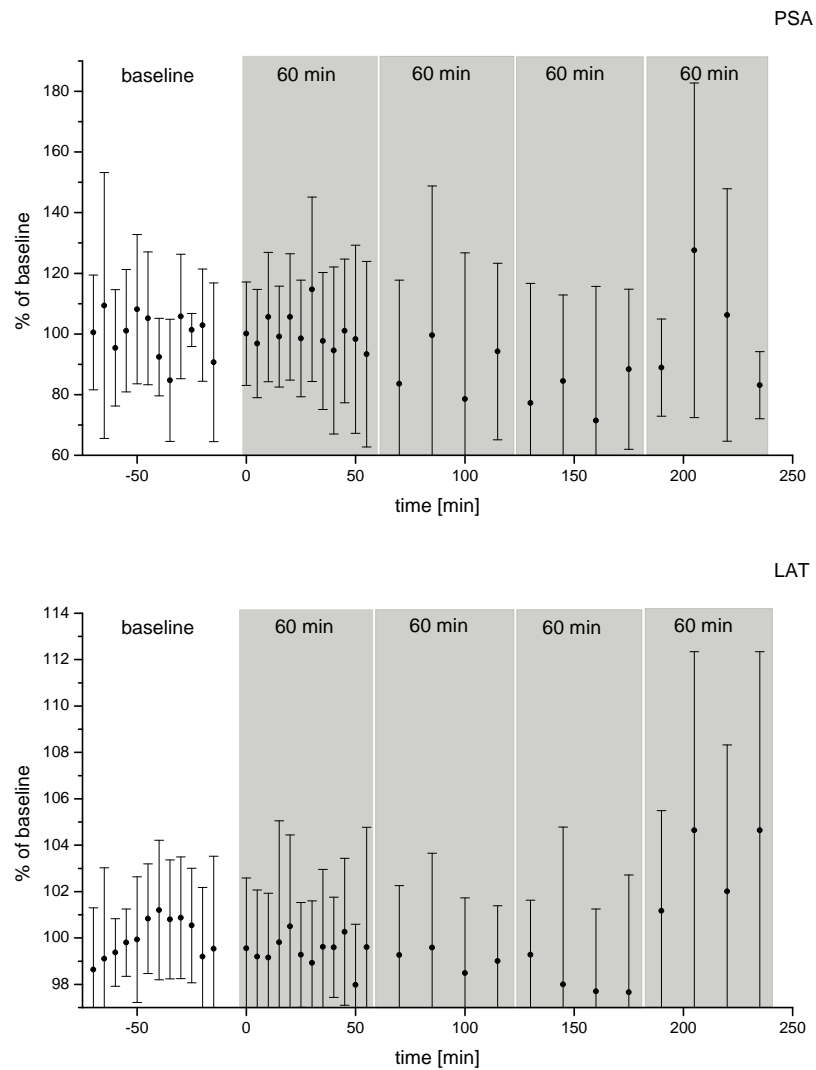 PSA
baseline 60 min 60 min 60 min 60 min
180
160
140
120
100
80
60
% of baseline
-50 0 50 100 150 200 250
time [min]
LAT
baseline 60 min 60 min 60 min 60 min
114
112
110
108
106
104
102
100
98
% of baseline
-50 0 50 100 150 200 250
time [min]